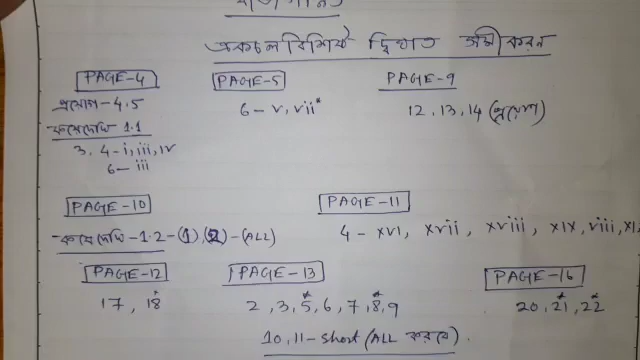 একচলবিশিষ্ট দ্বিঘাত সমীকরন
PAGE-4
প্রয়োগ-4.5
কষেদেখি 1.1
3, 4-i, iii, iv
6- iii
PAGE-5
6-v, vii*
PAGE-9
12, 13, 14 (প্রয়োগ)
PAGE-10
কষেদেখি-1.2-(1), (2)-(ALL)
PAGE-11
4-xvi, xvii, xviii, xix, viii, xi,
PAGE-12
17, 18*
PAGE-13
2, 3, 5*, 6, 7, 8*, 9
10, 11-short (ALL করবে).
PAGE-16
20, 21*, 22*